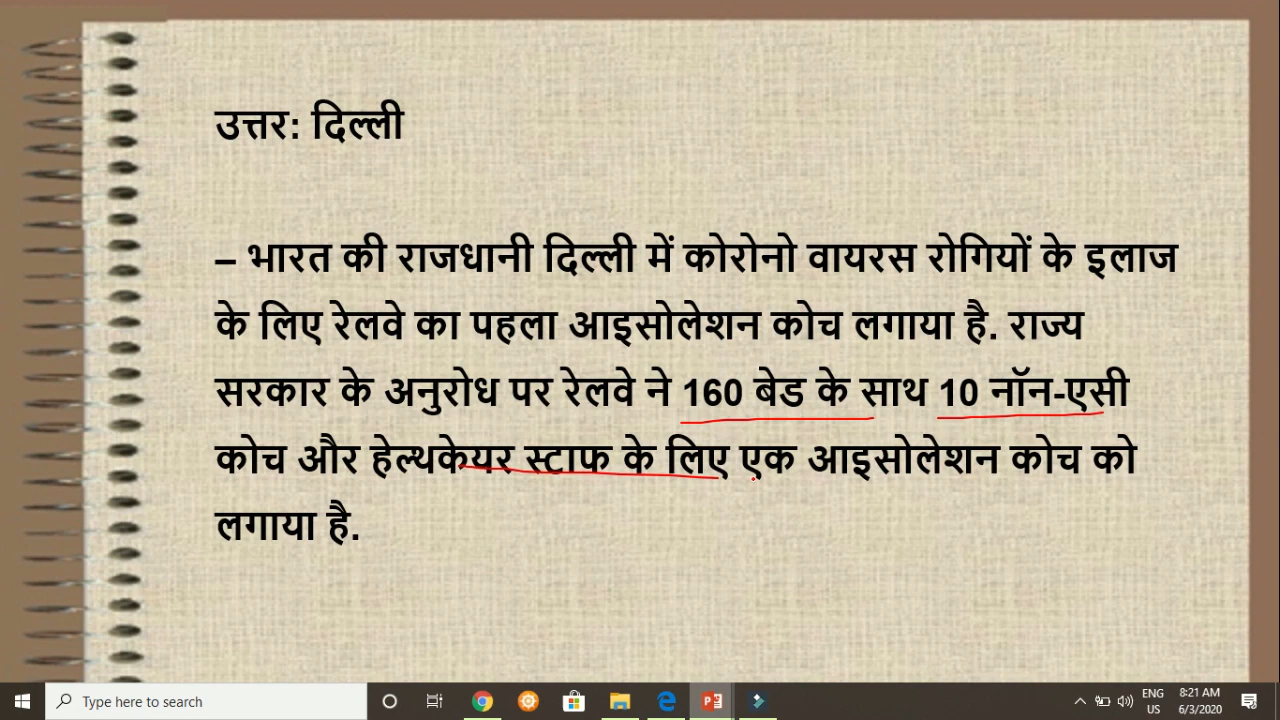 उत्तर: दिल्ली
– भारत की राजधानी दिल्ली में कोरोनो वायरस रोगियों के इलाज
के लिए रेलवे का पहला आइसोलेशन कोच लगाया है. राज्य
सरकार के अनुरोध पर रेलवे ने 160 बेड के साथ 10 नॉन-एसी
कोच और हेल्थकेयर स्टाफ के लिए एक आइसोलेशन कोच को
लगाया है.
Type here to search
ENG
US
8:21 AM
6/3/2020